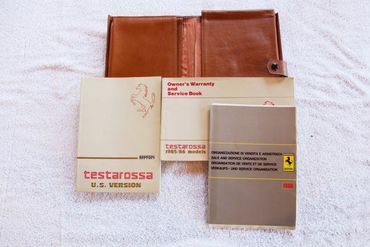 Owner's Warranty
and
Service Book
testarossa
1985/86 models
Ferrari
testarossa
U.S. VERSION
ORGANIZZAZIONE DI VENDITA E ASSISTENZA
SALE AND SERVICE ORGANIZATION
ORGANISATION DE VENTE ET DE SERVICE
VERKAUFS- UND SERVICE ORGANISATION